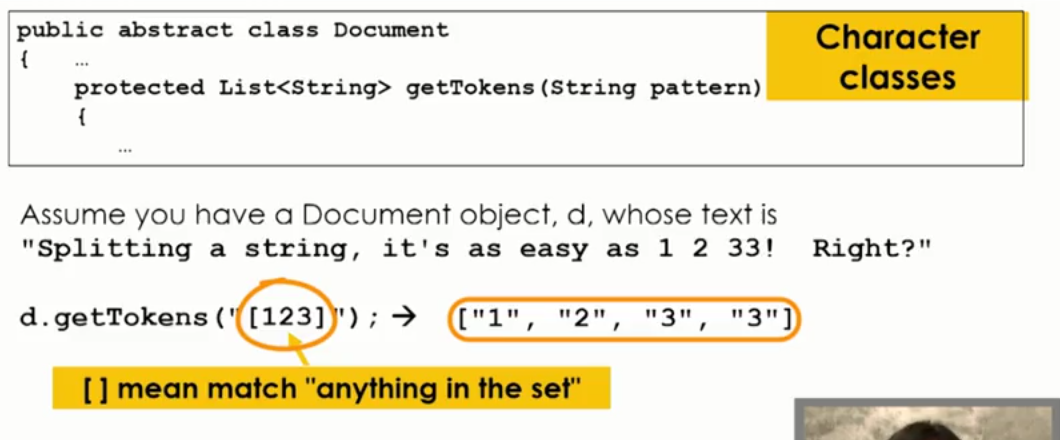 public abstract class Document
{ …
protected List<String> getTokens(String pattern)
{
…
Character
classes
Assume you have a Document object, d, whose text is
"Splitting a string, it's as easy as 1 2 33!  Right?"
d.getTokens("[123]"); → ["1", "2", "3", "3"]
[ ] mean match "anything in the set"